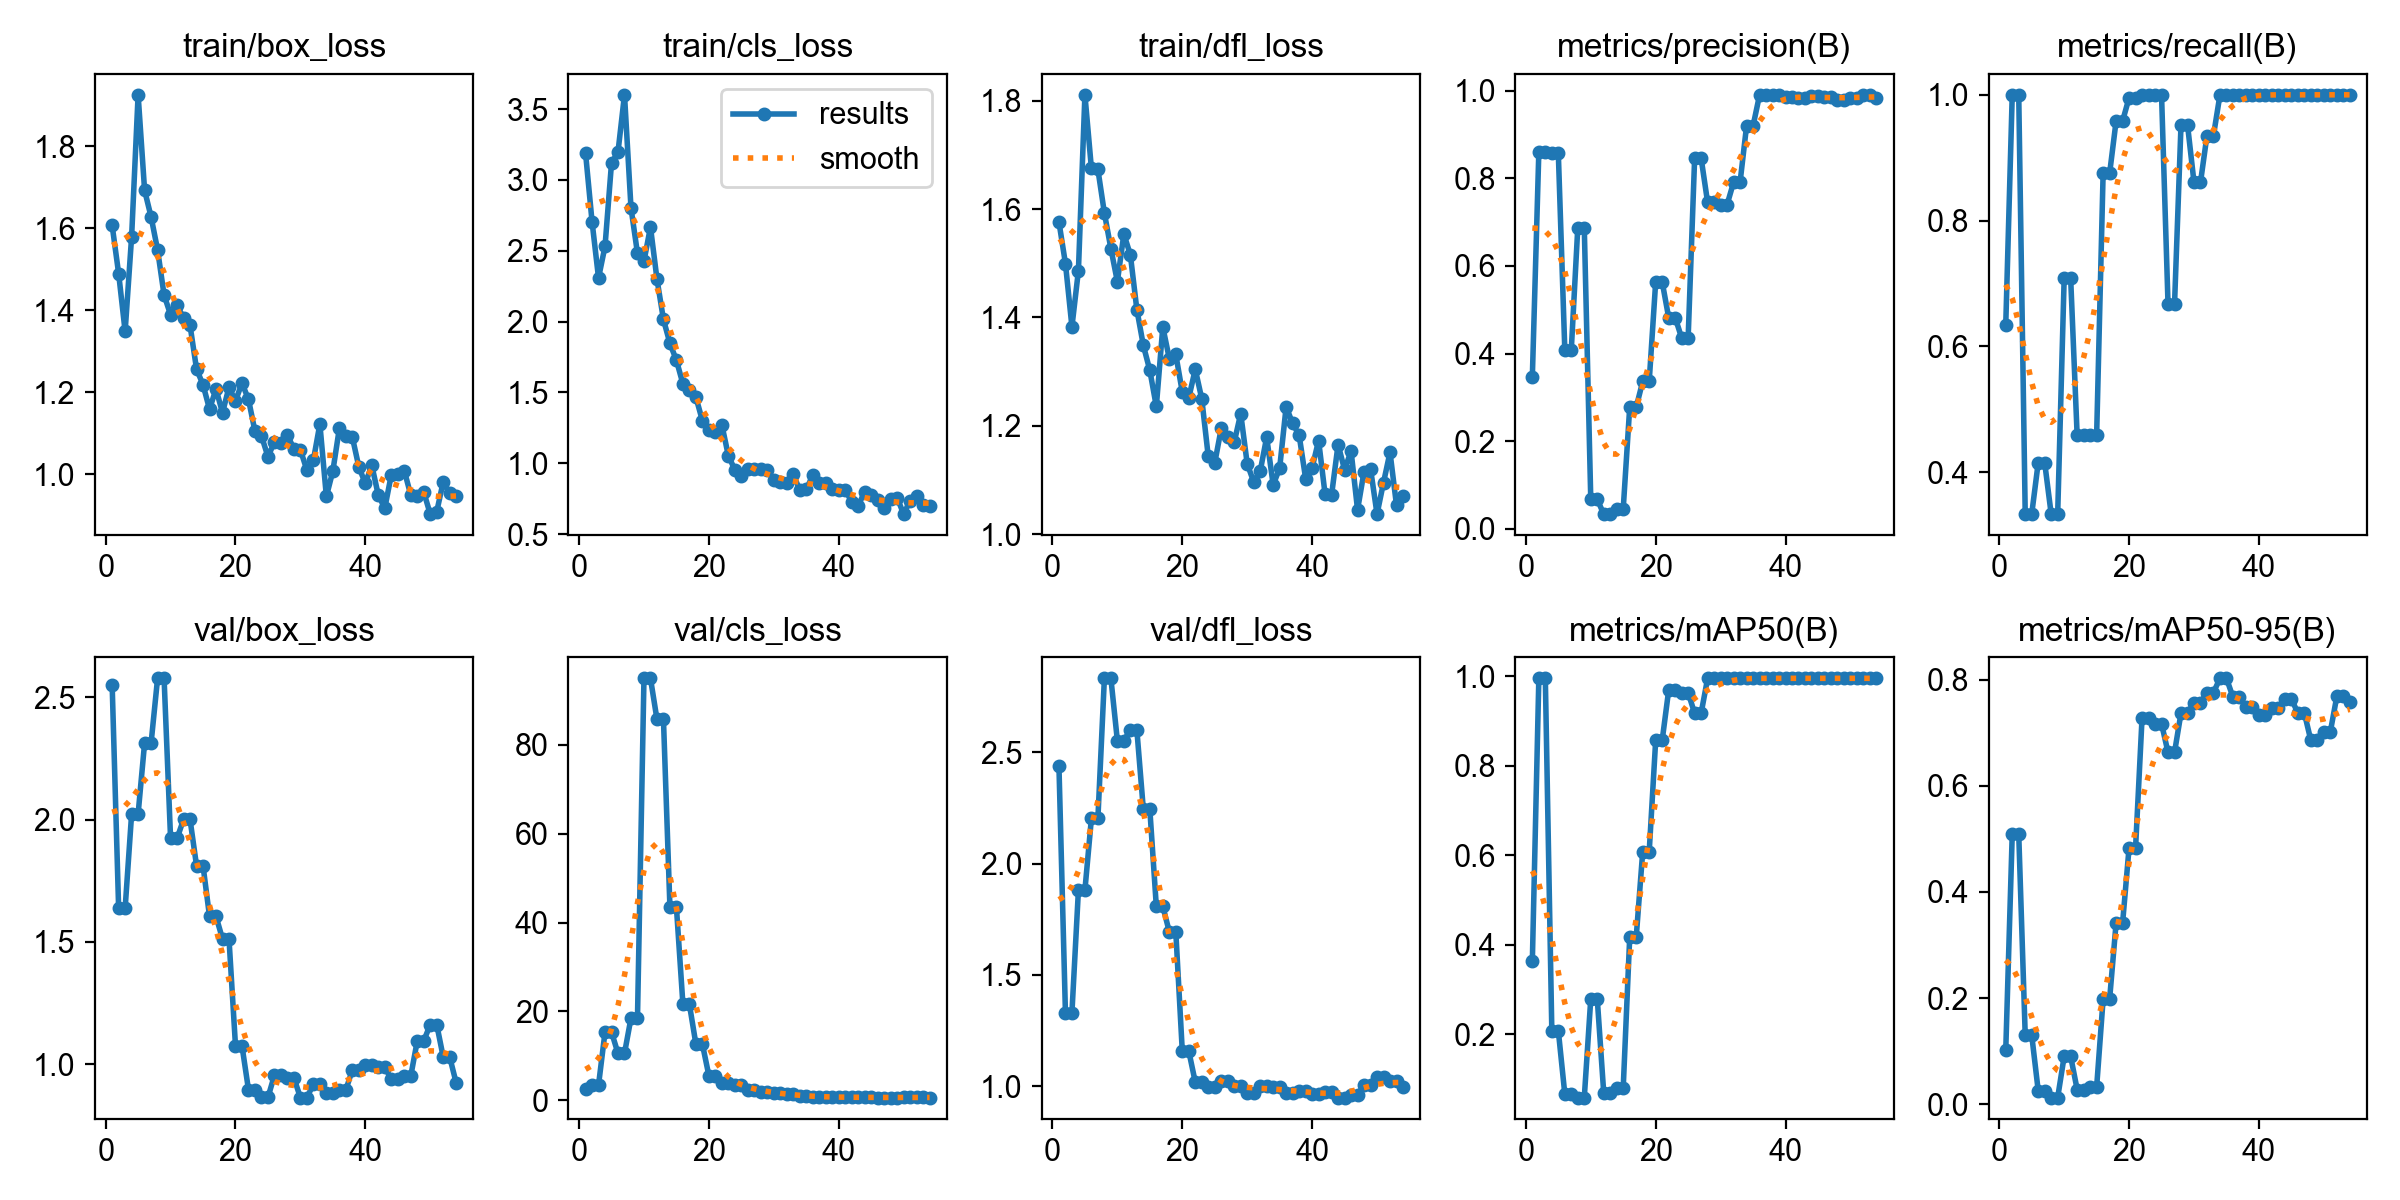 train/box_loss
1.8
1.6
1.4
1.2
1.0
0 20 40
train/cls_loss
results
smooth
3.5
3.0
2.5
2.0
1.5
1.0
0.5
0 20 40
train/dfl_loss
1.8
1.6
1.4
1.2
1.0
0 20 40
metrics/precision(B)
1.0
0.8
0.6
0.4
0.2
0.0
0 20 40
metrics/recall(B)
1.0
0.8
0.6
0.4
0 20 40
val/box_loss
2.5
2.0
1.5
1.0
0 20 40
val/cls_loss
80
60
40
20
0
0 20 40
val/dfl_loss
2.5
2.0
1.5
1.0
0 20 40
metrics/mAP50(B)
1.0
0.8
0.6
0.4
0.2
0 20 40
metrics/mAP50-95(B)
0.8
0.6
0.4
0.2
0.0
0 20 40